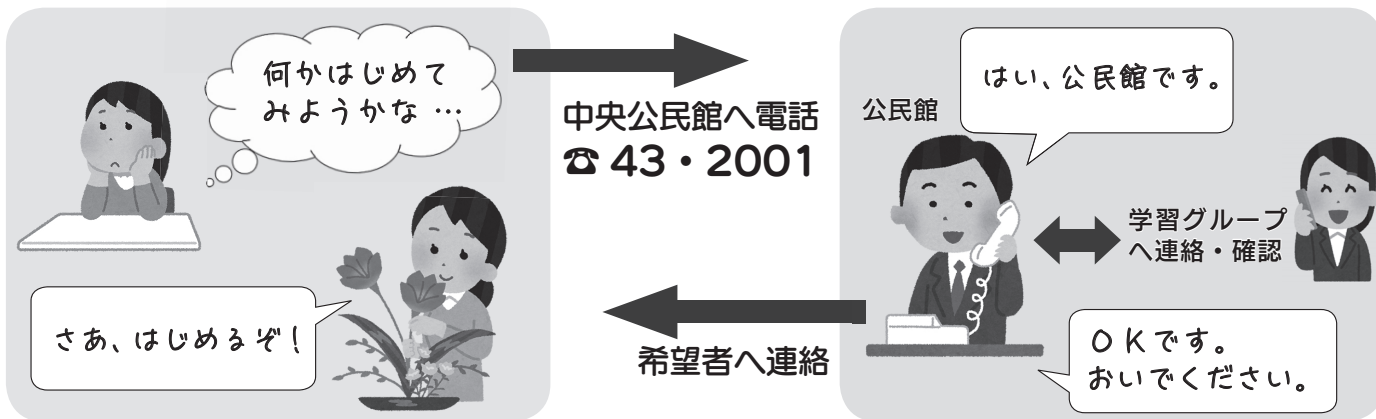 何かはじめて
みようかな…
中央公民館へ電話
☎43・2001
公民館
はい、公民館です。
学習グループ
へ連絡・確認
OKです。
おいでください。
希望者へ連絡
さあ、はじめるぞ!